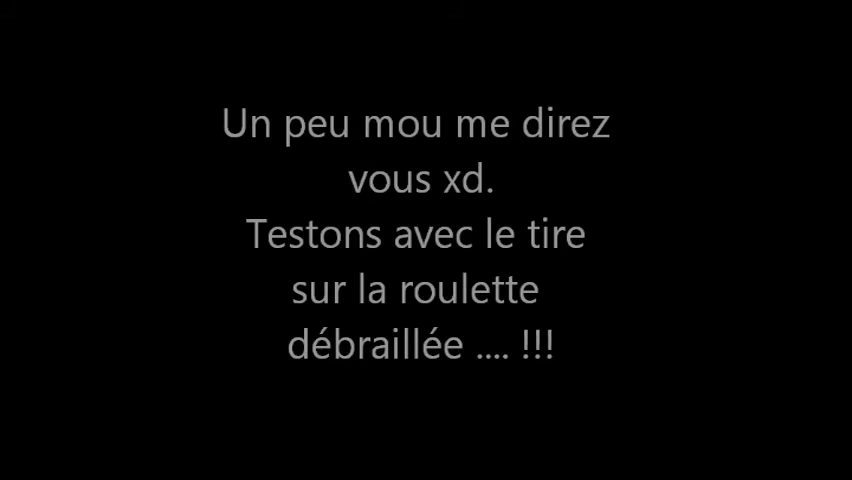 Un peu mou me direz
vous xd.
Testons avec le tire
sur la roulette
débraillée .... !!!